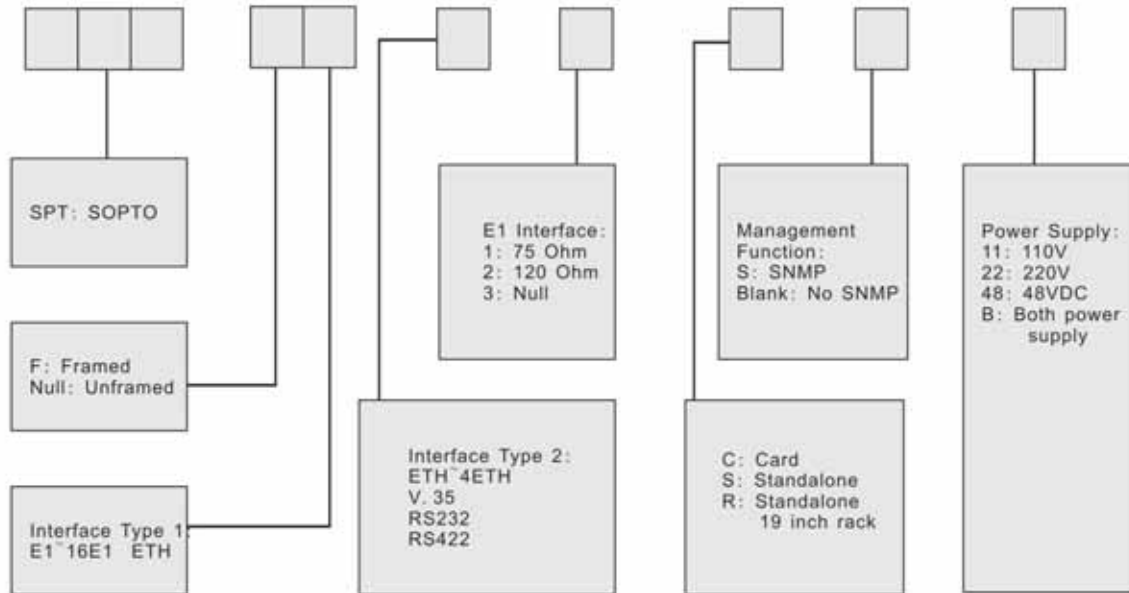 SPT: SOPTO
F: Framed
Null: Unframed
Interface Type 1:
E1~16E1 ETH
Interface Type 2:
ETH~4ETH
V.35
RS232
RS422
E1 Interface:
1: 75 Ohm
2: 120 Ohm
3: Null
C: Card
S: Standalone
R: Standalone
19 inch rack
Management
Function:
S: SNMP
Blank: No SNMP
Power Supply:
11: 110V
22: 220V
48: 48VDC
B: Both power
supply